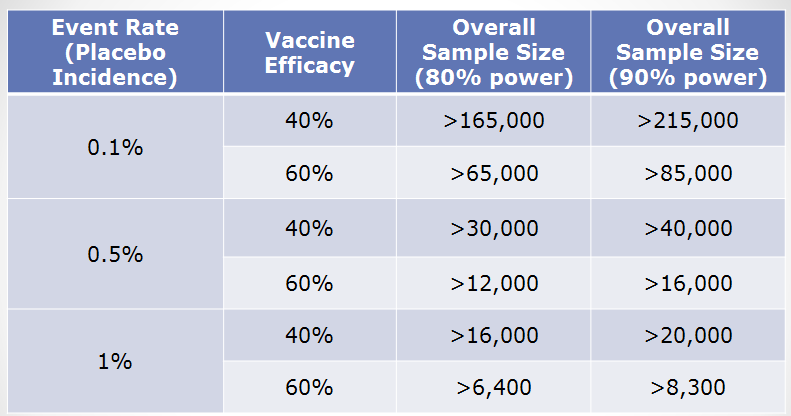 Event Rate
(Placebo
Incidence)
Vaccine
Efficacy
Overall
Sample Size
(80% power)
Overall
Sample Size
(90% power)
0.1%
40%
>165,000
>215,000
60%
>65,000
>85,000
0.5%
40%
>30,000
>40,000
60%
>12,000
>16,000
1%
40%
>16,000
>20,000
60%
>6,400
>8,300